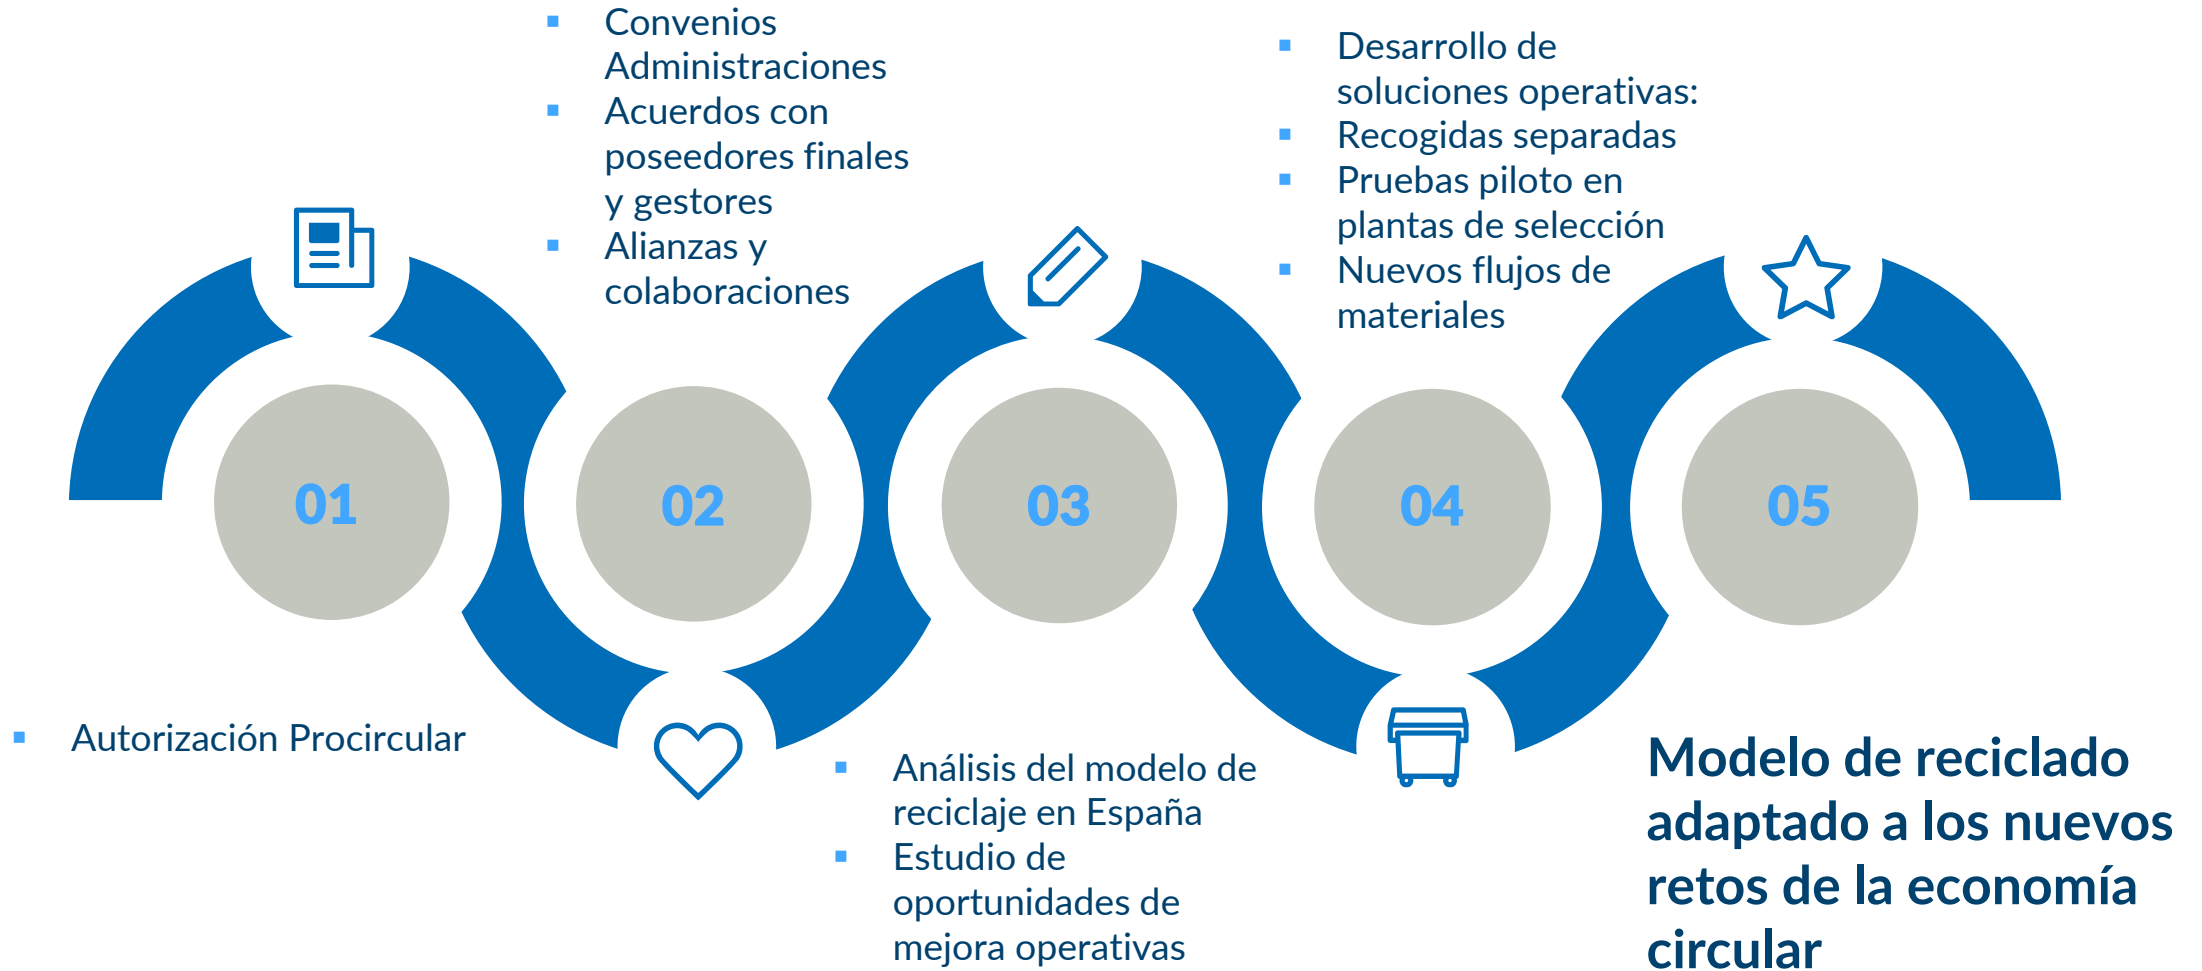 ▪ Convenios
Administraciones
▪ Acuerdos con
poseedores finales
y gestores
▪ Alianzas y
colaboraciones
▪ Desarrollo de
soluciones operativas:
▪ Recogidas separadas
▪ Pruebas piloto en
plantas de selección
▪ Nuevos flujos de
materiales
01
02
03
04
05
▪ Autorización Procircular
▪ Análisis del modelo de
reciclaje en España
▪ Estudio de
oportunidades de
mejora operativas
Modelo de reciclado
adaptado a los nuevos
retos de la economía
circular